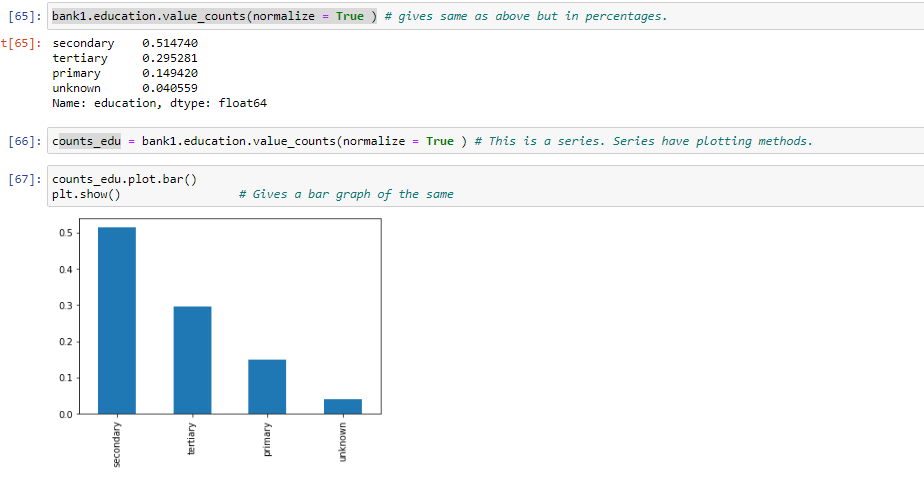 [65]: bank1.education.value_counts(normalize = True ) # gives same as above but in percentages.
t[65]: secondary 0.514740
tertiary 0.295281
primary 0.149420
unknown 0.040559
Name: education, dtype: float64
[66]: counts_edu = bank1.education.value_counts(normalize = True ) # This is a series. Series have plotting methods.
[67]: counts_edu.plot.bar()
plt.show() # Gives a bar graph of the same
0.5
0.4
0.3
0.2
0.1
0.0
secondary
tertiary
primary
unknown